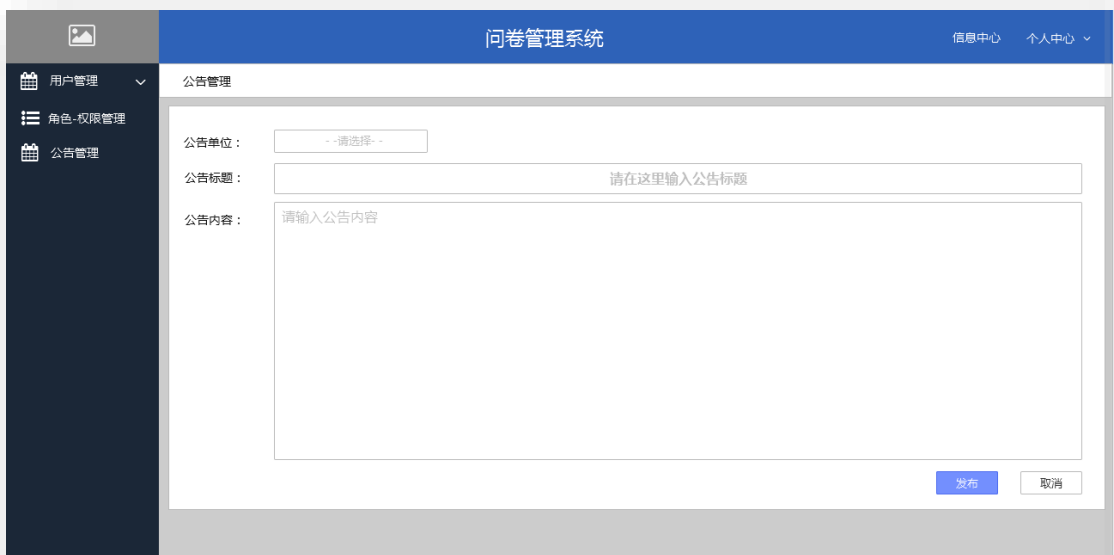 问卷管理系统
信息中心
个人中心
用户管理
角色-权限管理
公告管理
公告管理
公告单位：
- -请选择- -
公告标题：
请在这里输入公告标题
公告内容：
请输入公告内容
发布
取消